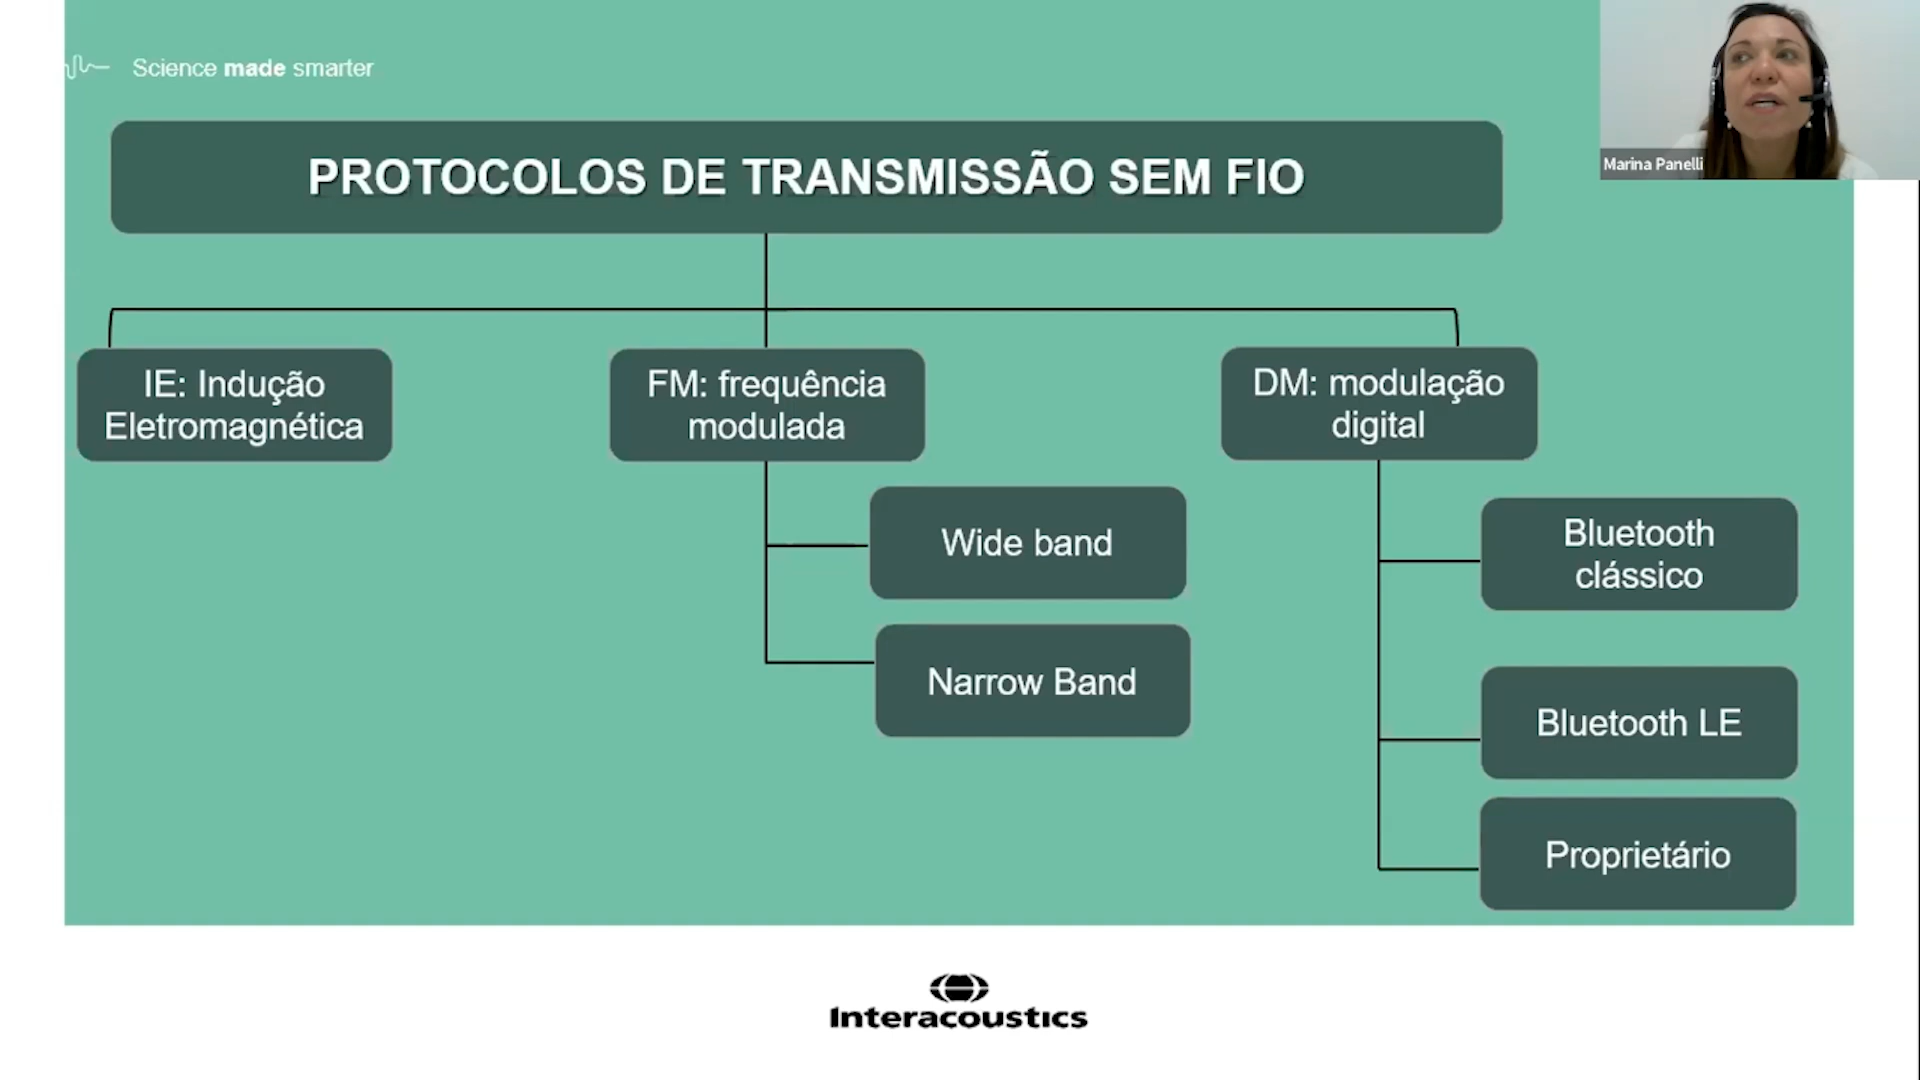 Science made smarter
PROTOCOLOS DE TRANSMISSÃO SEM FIO
Marina Panelli
IE: Indução
Eletromagnética
FM: frequência
modulada
DM: modulação
digital
Wide band
Narrow Band
Bluetooth
clássico
Bluetooth LE
Proprietário
Interacoustics